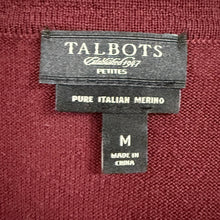 TALBOTS
Established 1947
PETITES
PURE ITALIAN MERINO
M
MADE IN
CHINA